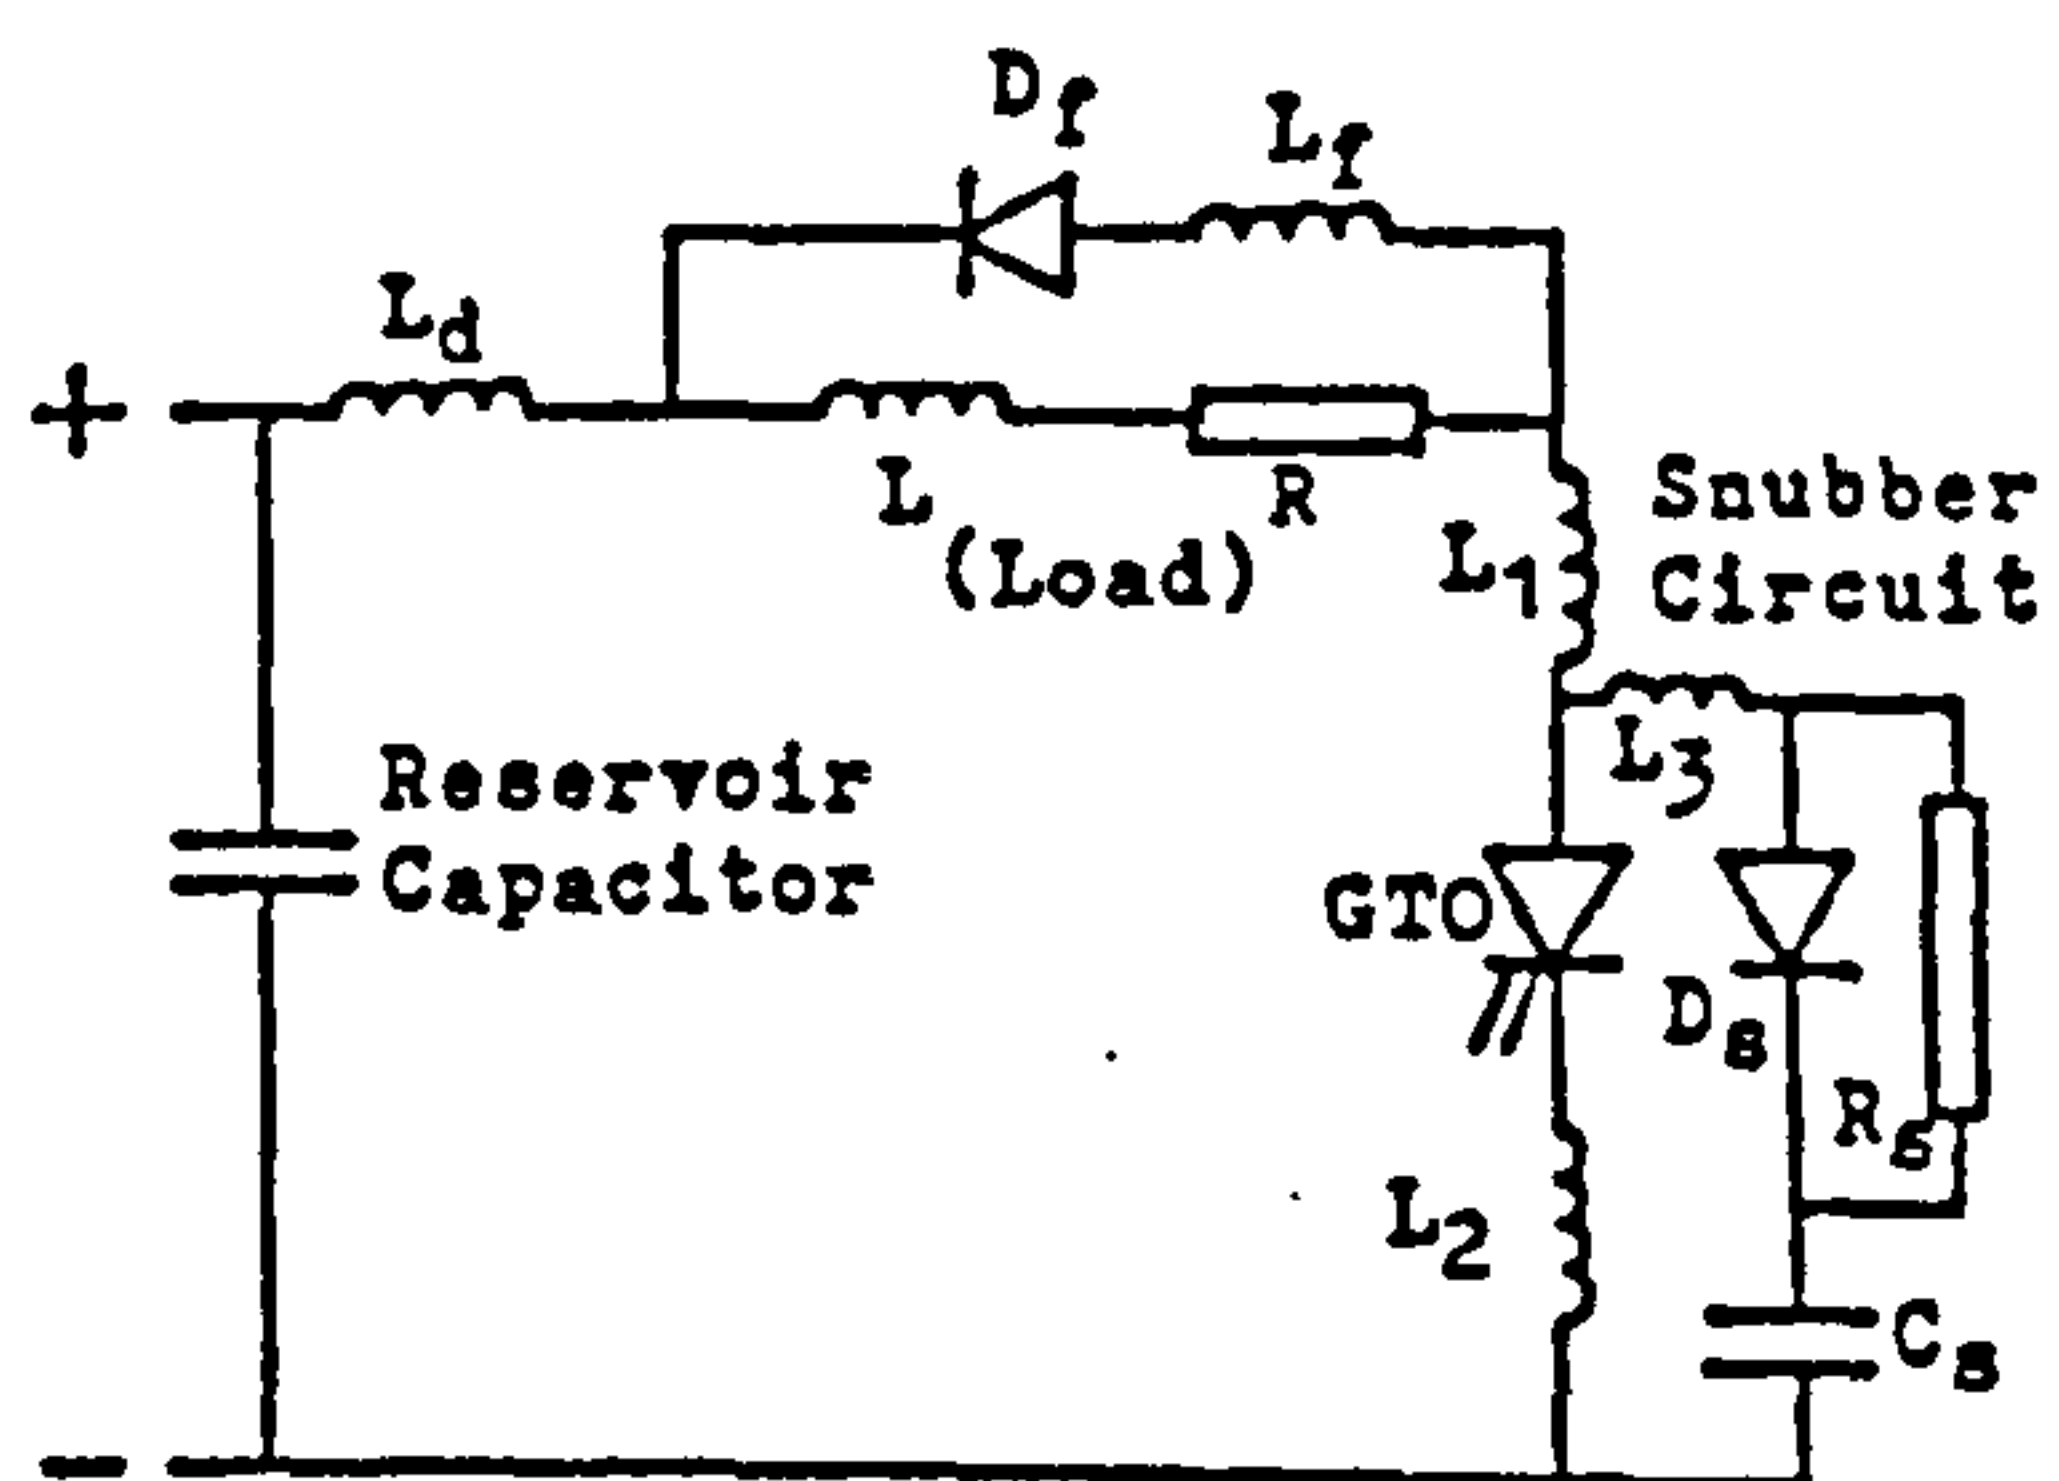 Df
Lf
Ld
+
L
R
(Load)
L1
Snubber
Circuit
L3
Reservoir
Capacitor
GTO
Ds
Rs
L2
Cs
−